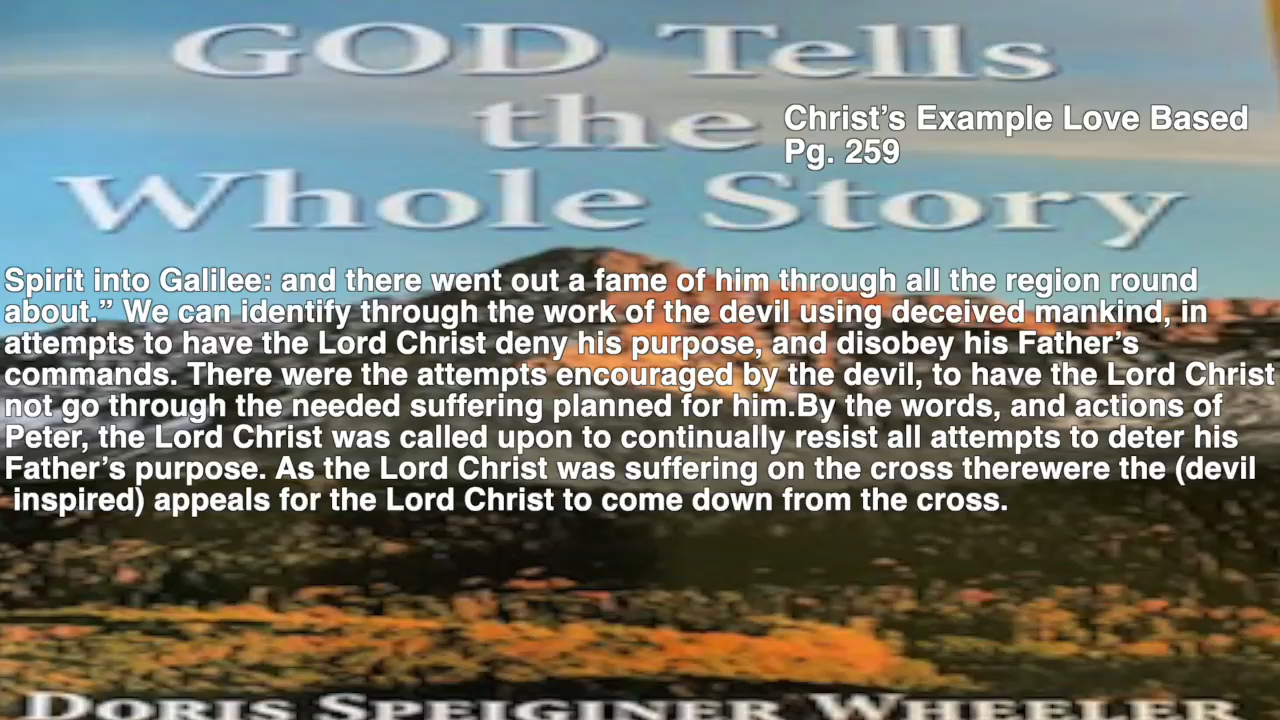 GOD Tells
the
Whole Story
Christ’s Example Love Based
Pg. 259
Spirit into Galilee: and there went out a fame of him through all the region round
about.” We can identify through the work of the devil using deceived mankind, in
attempts to have the Lord Christ deny his purpose, and disobey his Father’s
commands. There were the attempts encouraged by the devil, to have the Lord Christ
not go through the needed suffering planned for him.By the words, and actions of
Peter, the Lord Christ was called upon to continually resist all attempts to deter his
Father’s purpose. As the Lord Christ was suffering on the cross therewere the (devil
inspired) appeals for the Lord Christ to come down from the cross.
DORIS SPEIGINER WHEELER